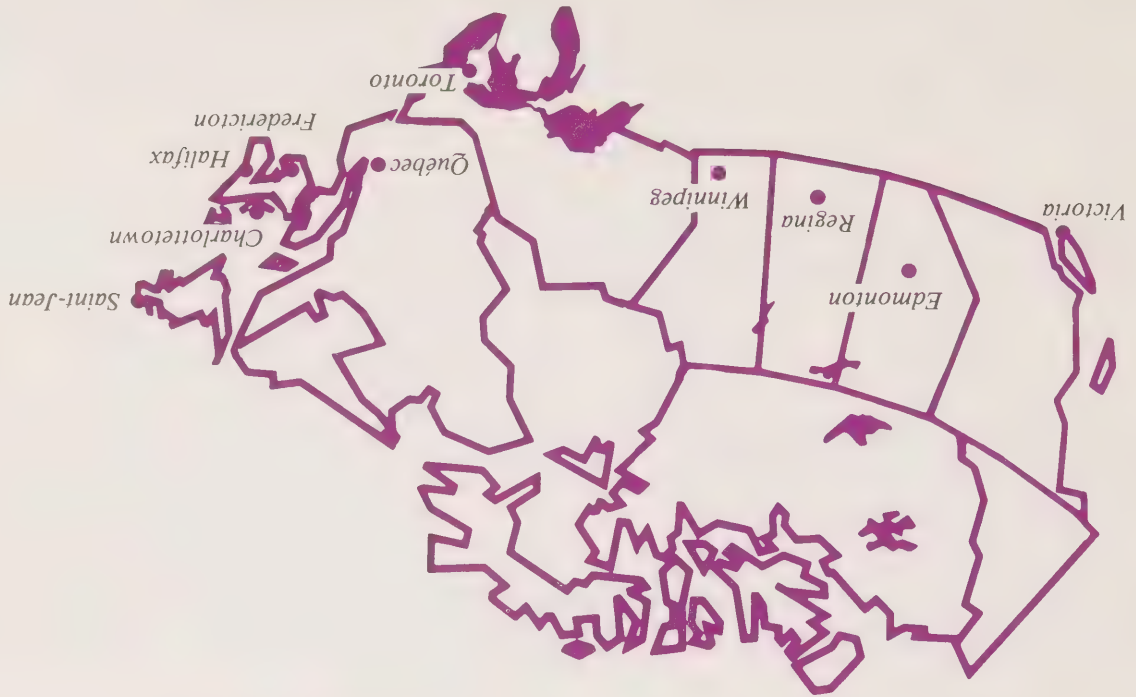 Victoria
Edmonton
Regina
Winnipeg
Saint-Jean
Charlottetown
Québec
Halifax
Fredericton
Toronto